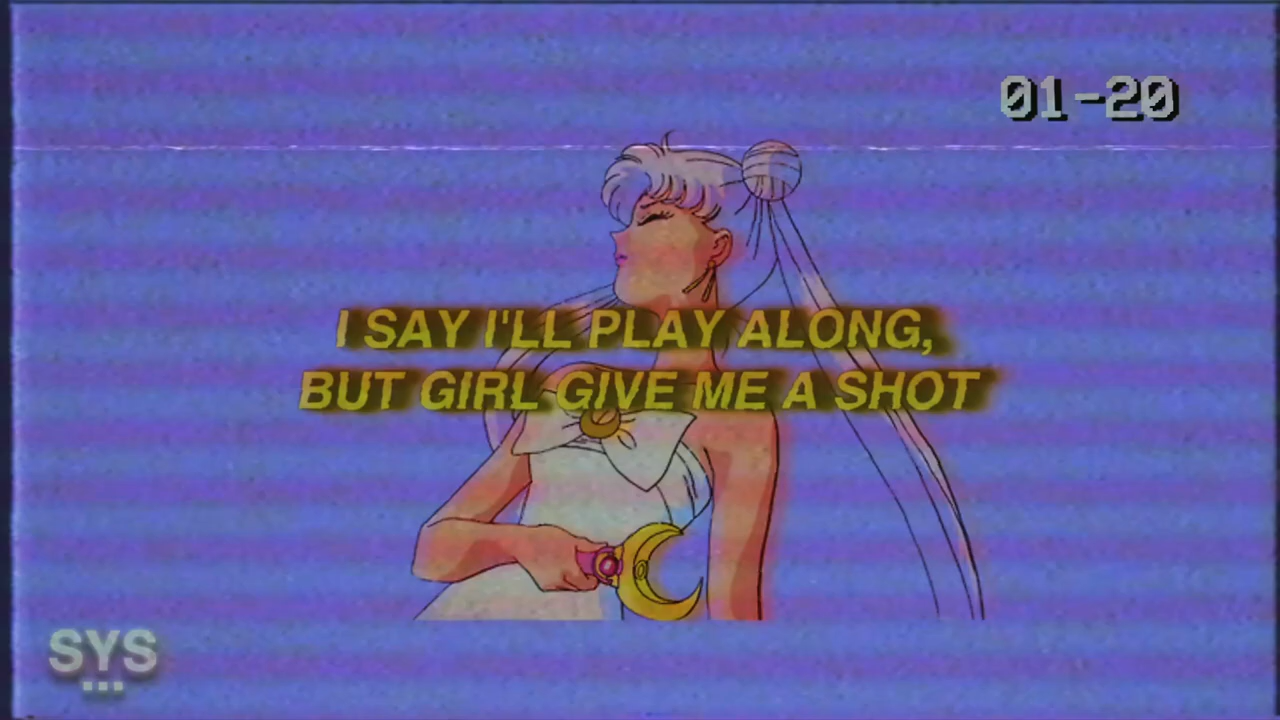 01-20
I SAY I'LL PLAY ALONG,
BUT GIRL GIVE ME A SHOT
SYS
...